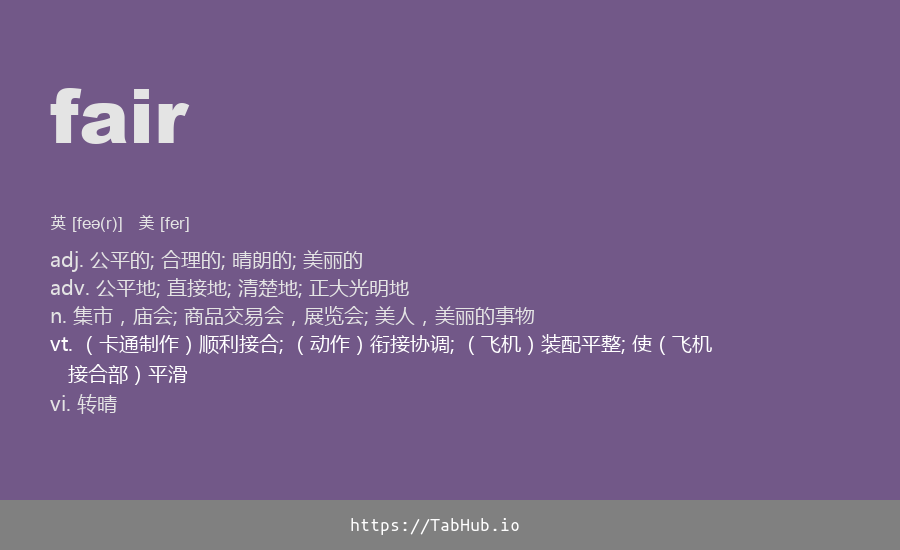 fair
英 [feə(r)] 美 [fer]
adj. 公平的; 合理的; 晴朗的; 美丽的
adv. 公平地; 直接地; 清楚地; 正大光明地
n. 集市，庙会; 商品交易会，展览会; 美人，美丽的事物
vt. （卡通制作）顺利接合; （动作）衔接协调; （飞机）装配平整; 使（飞机
接合部）平滑
vi. 转晴
https://TabHub.io